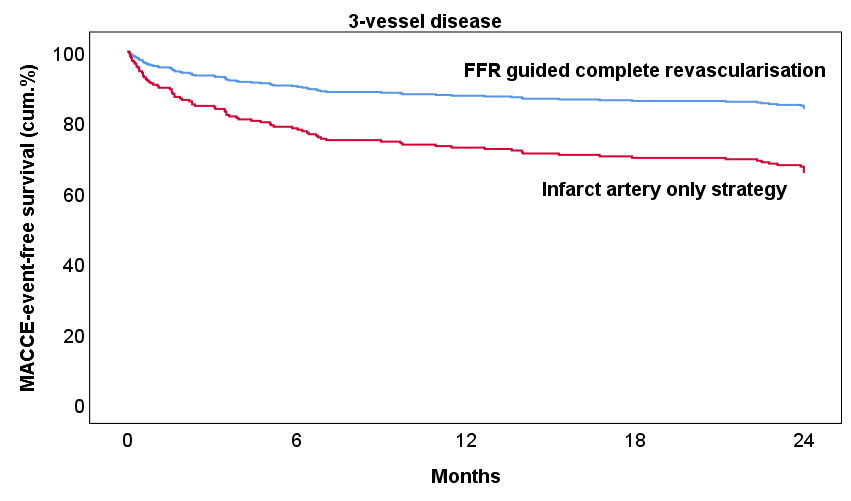 3-vessel disease
100
80
60
40
20
0
MACCE-event-free survival (cum.%)
FFR guided complete revascularisation
Infarct artery only strategy
0 6 12 18 24
Months